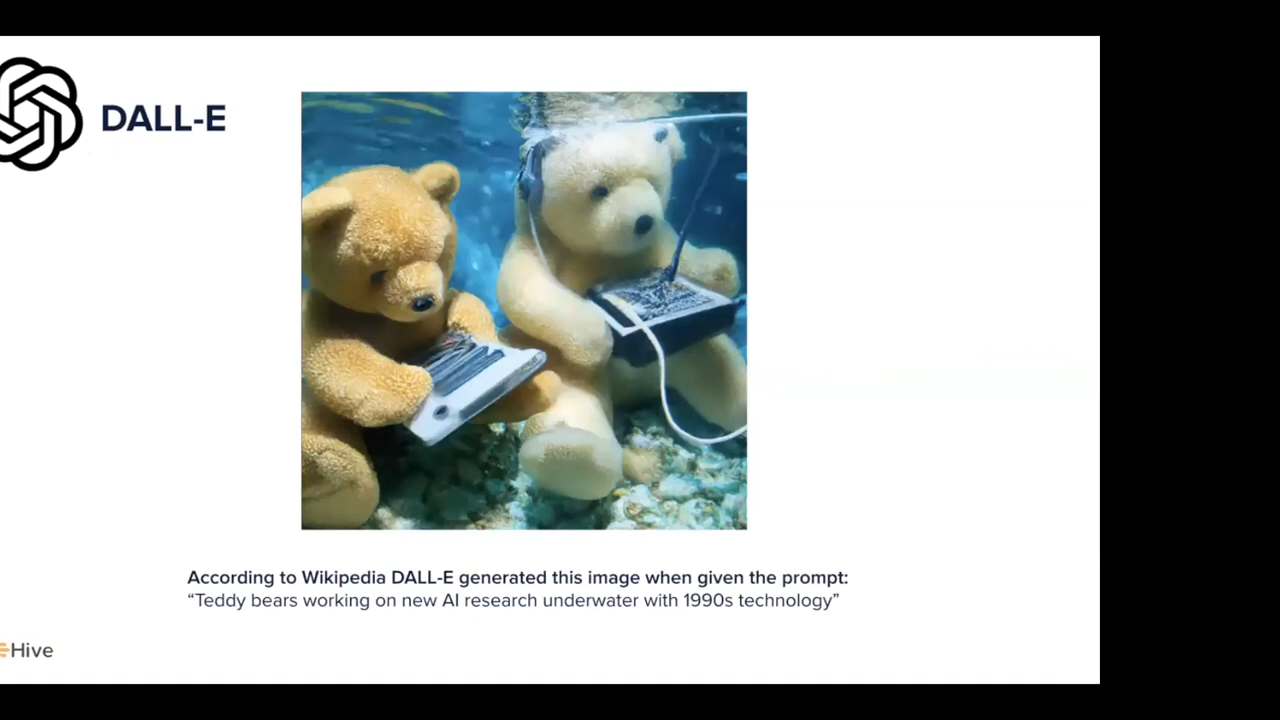 DALL-E
According to Wikipedia DALL-E generated this image when given the prompt:
“Teddy bears working on new AI research underwater with 1990s technology”
Hive